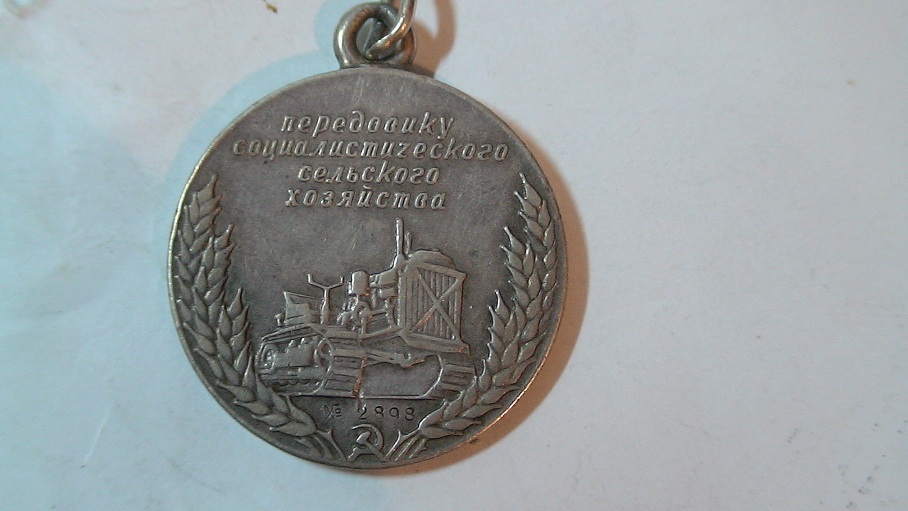 передовику
социалистического
сельского
хозяйства
№ 2898